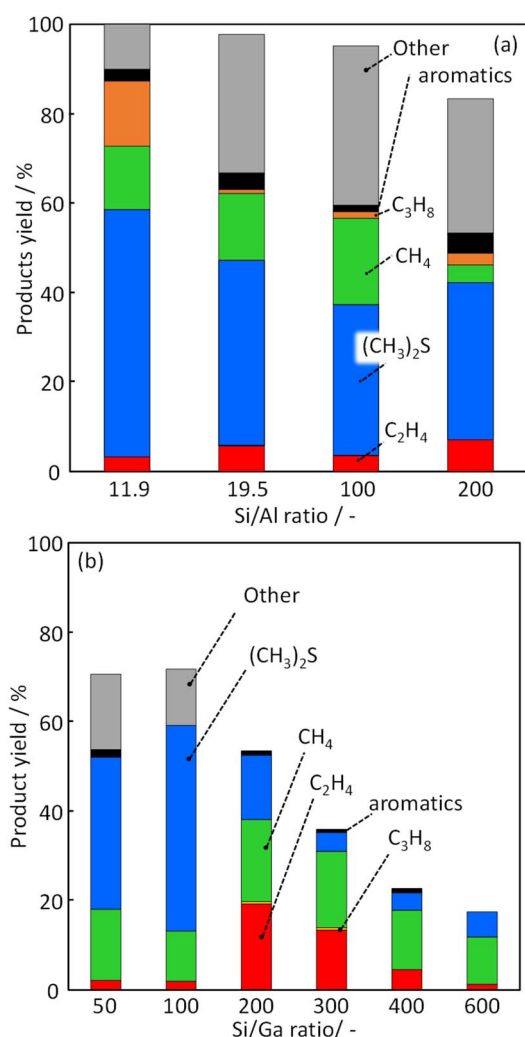 100
(a)
Other
aromatics
80
C₃H₈
60
CH₄
Products yield / %
40
(CH₃)₂S
20
C₂H₄
0
11.9 19.5 100 200
Si/Al ratio / -
100
(b)
Other
80
(CH₃)₂S
60
CH₄
C₂H₄
Product yield / %
aromatics
40
C₃H₈
20
0
50 100 200 300 400 600
Si/Ga ratio/ -